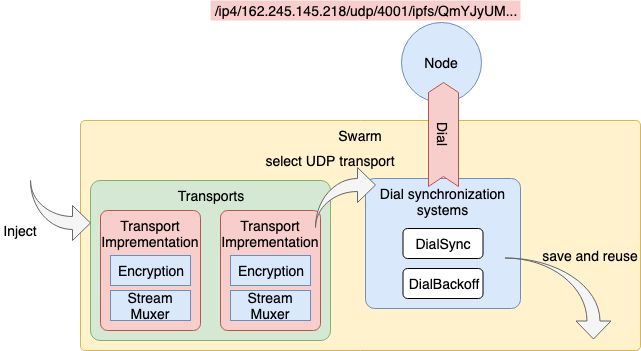 /ip4/162.245.145.218/udp/4001/ipfs/QmYJyUM...
Node
Dial
Swarm
select UDP transport
Transports
Dial synchronization
systems
Inject
Transport
Imprementation
Encryption
Stream
Muxer
Transport
Imprementation
Encryption
Stream
Muxer
DialSync
DialBackoff
save and reuse